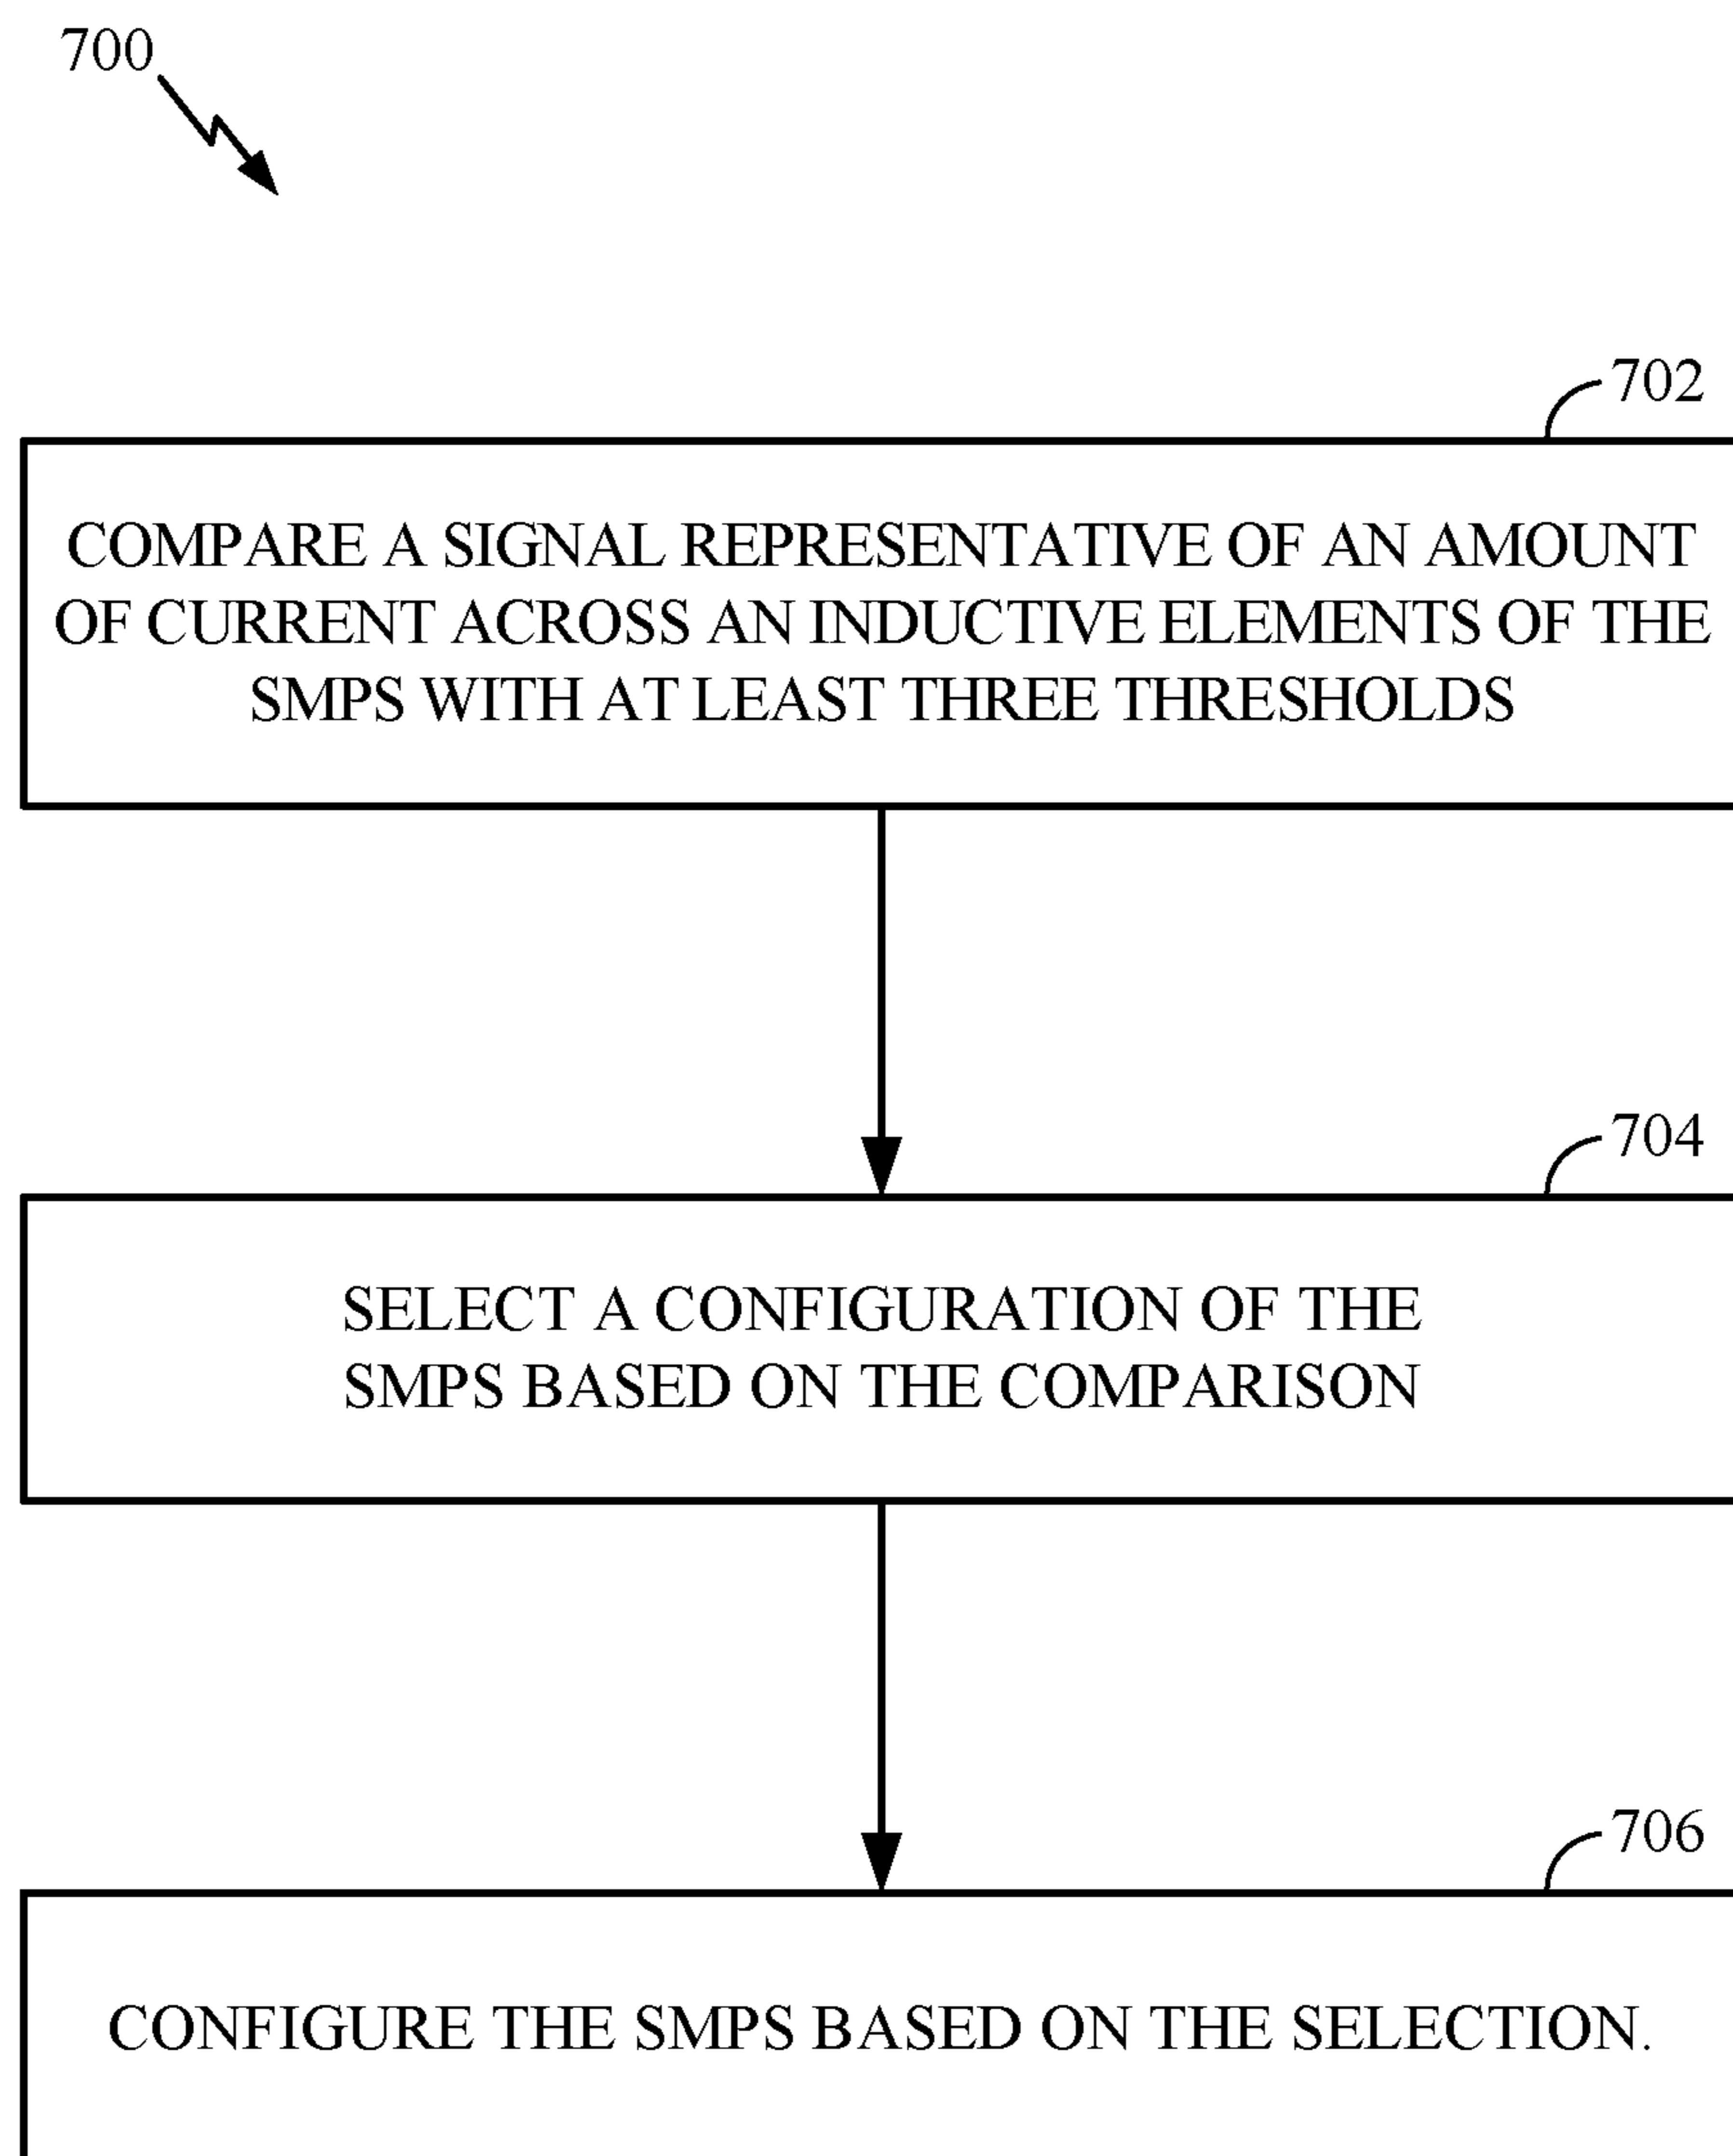 700
702
COMPARE A SIGNAL REPRESENTATIVE OF AN AMOUNT
OF CURRENT ACROSS AN INDUCTIVE ELEMENTS OF THE
SMPS WITH AT LEAST THREE THRESHOLDS
704
SELECT A CONFIGURATION OF THE
SMPS BASED ON THE COMPARISON
706
CONFIGURE THE SMPS BASED ON THE SELECTION.